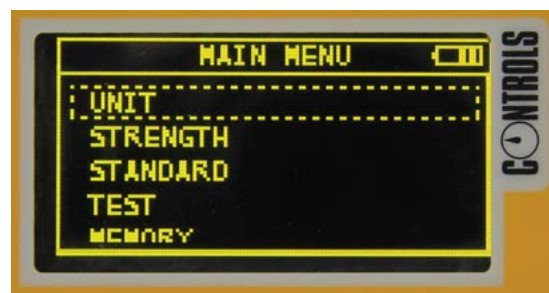 MAIN MENU
UNIT
STRENGTH
STANDARD
TEST
MEMORY
CONTROLS